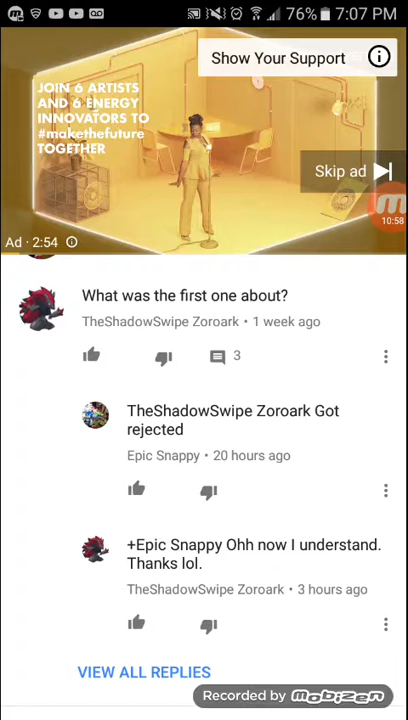 76% 7:07 PM
Show Your Support
JOIN 6 ARTISTS
AND 6 ENERGY
INNOVATORS TO
#makethefuture
TOGETHER
Skip ad
10:58
Ad · 2:54
What was the first one about?
TheShadowSwipe Zoroark • 1 week ago
3
TheShadowSwipe Zoroark Got
rejected
Epic Snappy • 20 hours ago
+Epic Snappy Ohh now I understand.
Thanks lol.
TheShadowSwipe Zoroark • 3 hours ago
VIEW ALL REPLIES
Recorded by mobizen